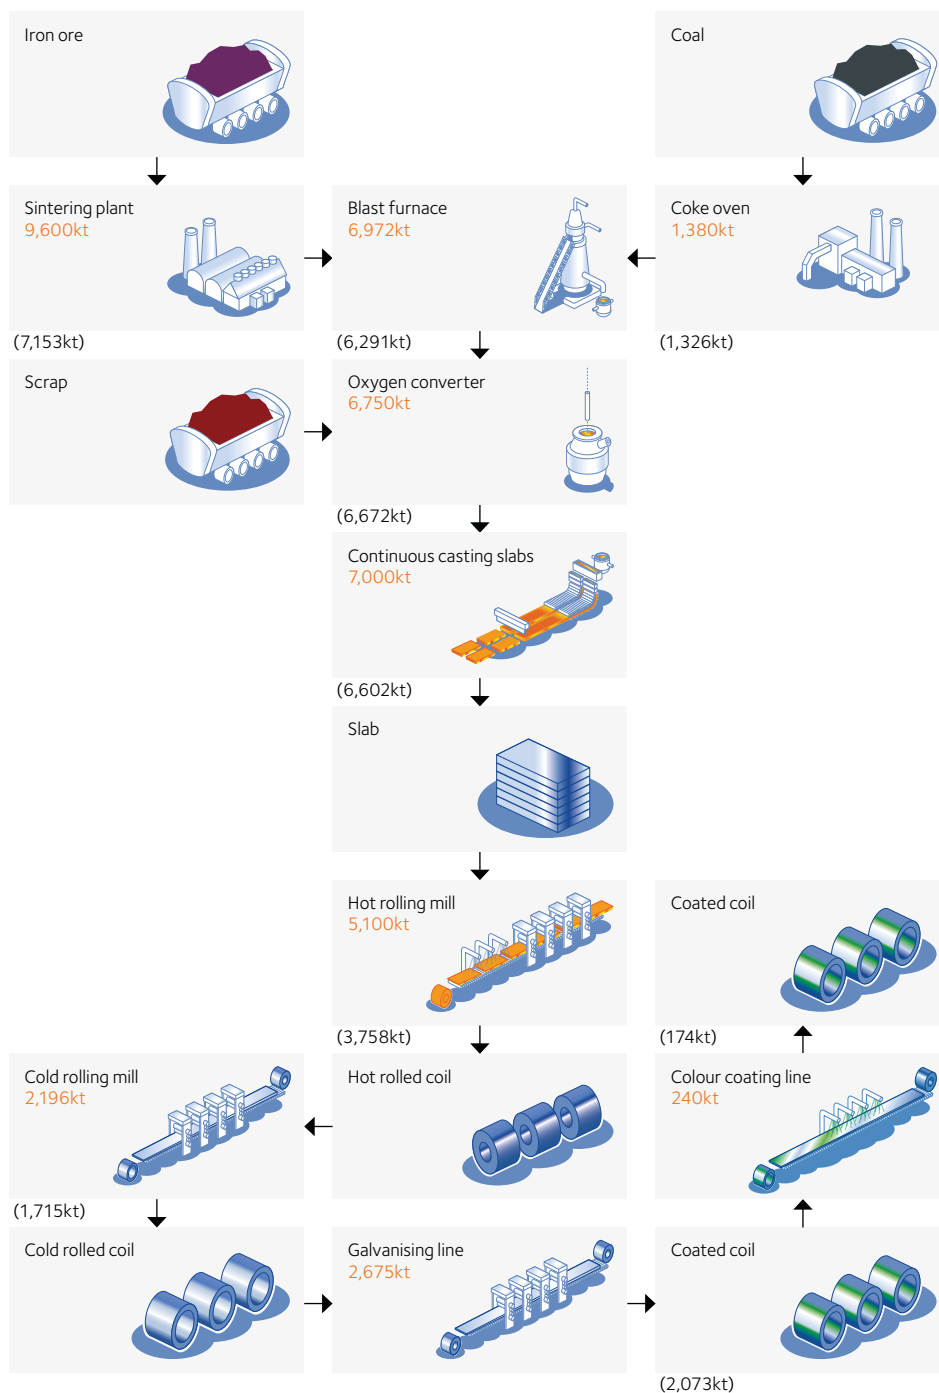 Iron ore
Coal
Sintering plant
9,600kt
Blast furnace
6,972kt
Coke oven
1,380kt
(7,153kt)
(6,291kt)
(1,326kt)
Scrap
Oxygen converter
6,750kt
(6,672kt)
Continuous casting slabs
7,000kt
(6,602kt)
Slab
Hot rolling mill
5,100kt
Coated coil
(3,758kt)
(174kt)
Cold rolling mill
2,196kt
Hot rolled coil
Colour coating line
240kt
(1,715kt)
Cold rolled coil
Galvanising line
2,675kt
Coated coil
(2,073kt)